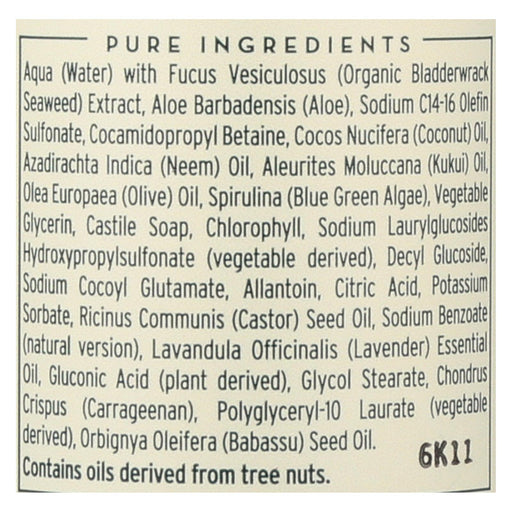 PURE INGREDIENTS
Aqua (Water) with Fucus Vesiculosus (Organic Bladderwrack
Seaweed) Extract, Aloe Barbadensis (Aloe), Sodium C14-16 Olefin
Sulfonate, Cocamidopropyl Betaine, Cocos Nucifera (Coconut) Oil,
Azadirachta Indica (Neem) Oil, Aleurites Moluccana (Kukui) Oil,
Olea Europaea (Olive) Oil, Spirulina (Blue Green Algae), Vegetable
Glycerin, Castile Soap, Chlorophyll, Sodium Laurylglucosides
Hydroxypropylsulfonate (vegetable derived), Decyl Glucoside,
Sodium Cocoyl Glutamate, Allantoin, Citric Acid, Potassium
Sorbate, Ricinus Communis (Castor) Seed Oil, Sodium Benzoate
(natural version), Lavandula Officinalis (Lavender) Essential
Oil, Gluconic Acid (plant derived), Glycol Stearate, Chondrus
Crispus (Carrageenan), Polyglyceryl-10 Laurate (vegetable
derived), Orbignya Oleifera (Babassu) Seed Oil.
Contains oils derived from tree nuts.
6K11